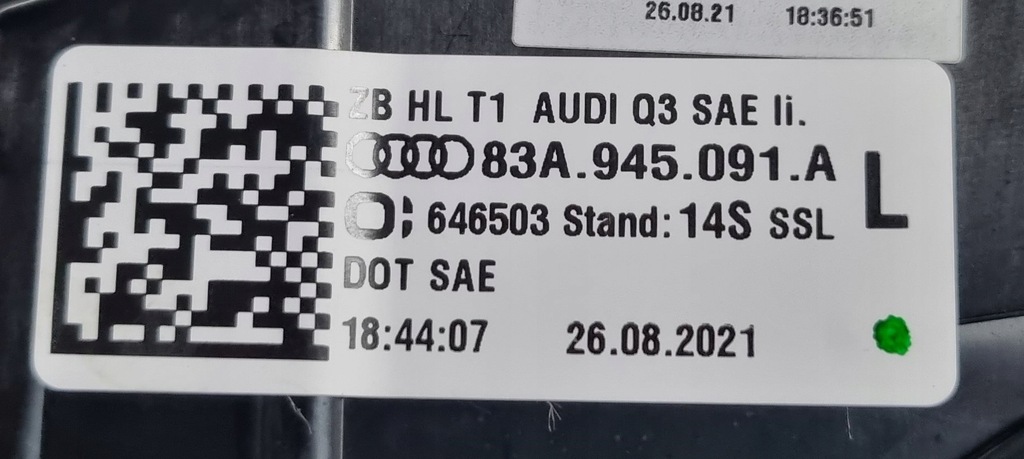 26.08.21 18:36:51
ZB HL T1 AUDI Q3 SAE li.
83A.945.091.A
L
646503 Stand: 14S SSL
DOT SAE
18:44:07 26.08.2021